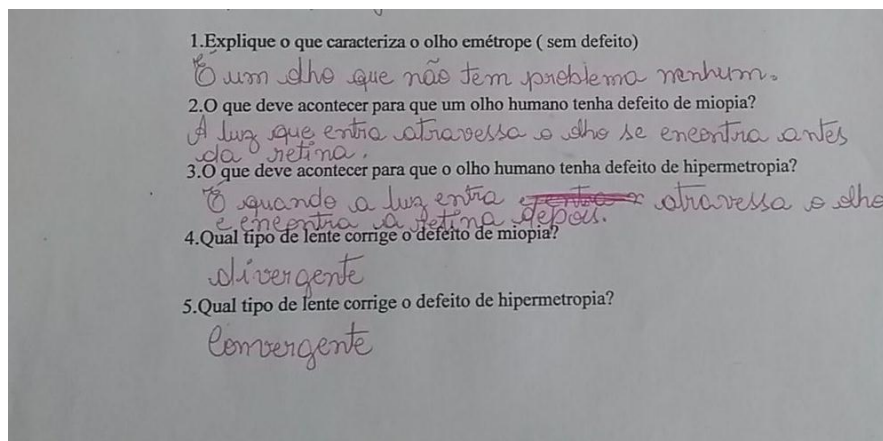 1.Explique o que caracteriza o olho emétrope ( sem defeito)
É um olho que não tem problema nenhum.
2.O que deve acontecer para que um olho humano tenha defeito de miopia?
A luz que entra atravessa o olho se encontra antes
da retina.
3.O que deve acontecer para que o olho humano tenha defeito de hipermetropia?
É quando a luz entra atravessa o olho
e encontra a retina depois.
4.Qual tipo de lente corrige o defeito de miopia?
divergente
5.Qual tipo de lente corrige o defeito de hipermetropia?
Convergente